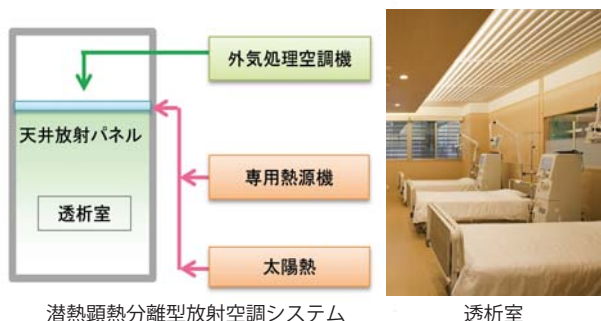 外気処理空調機
天井放射パネル
専用熱源機
透析室
太陽熱
潜熱顕熱分離型放射空調システム
透析室